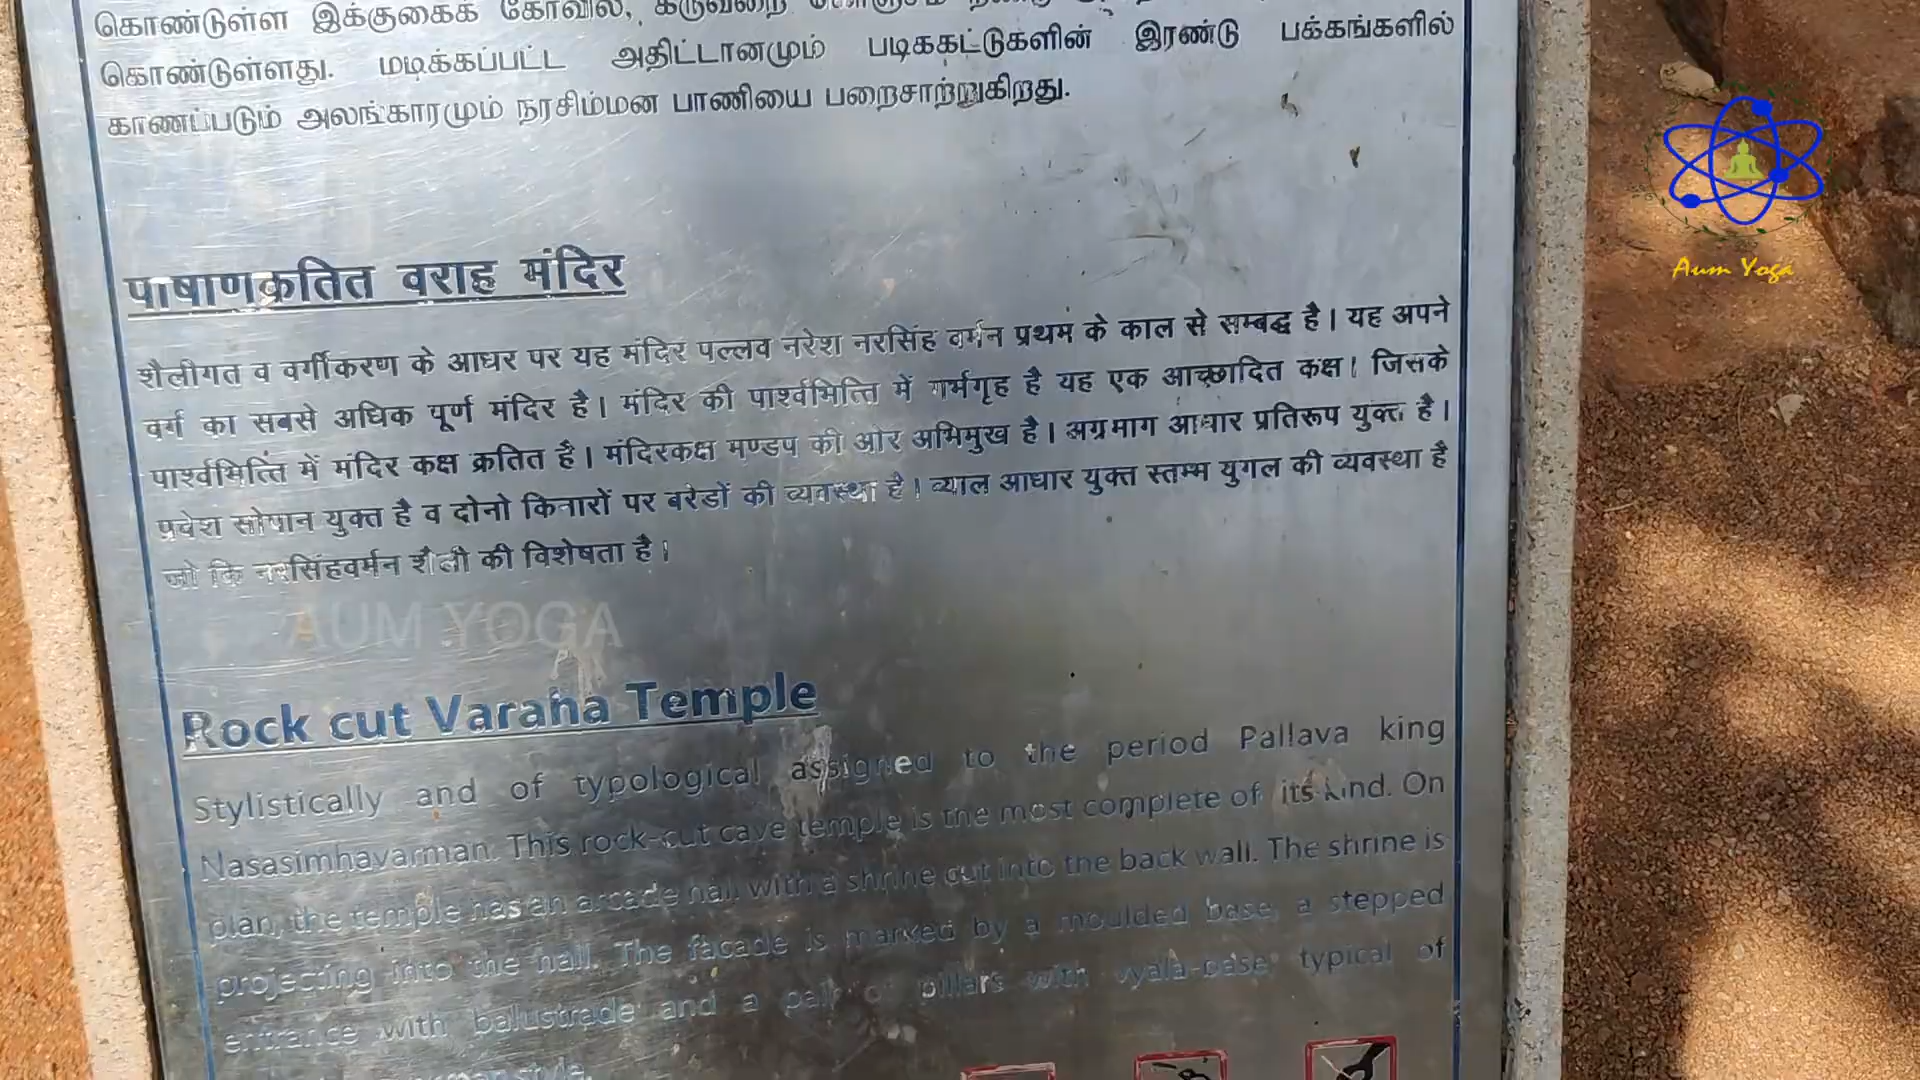 கொண்டுள்ள இக்குகைக் கோவில், கருவறை
கொண்டுள்ளது. மடிக்கப்பட்ட அதிட்டானமும் படிககட்டுகளின் இரண்டு பக்கங்களில்
காணப்படும் அலங்காரமும் நரசிம்மன பாணியை பறைசாற்றுகிறது.
पाषाणक्रतित वराह मंदिर
शैलीगत व वर्गीकरण के आधर पर यह मंदिर पल्लव नरेश नरसिंह वर्मन प्रथम के काल से सम्बद्ध है। यह अपने
वर्ग का सबसे अधिक पूर्ण मंदिर है। मंदिर की पार्श्वभित्ति में गर्मगृह है यह एक आच्छादित कक्ष। जिसके
पार्श्वमित्ति में मंदिर कक्ष क्रतित है। मंदिरकक्ष मण्डप की ओर अभिमुख है। अग्रमाग आधार प्रतिरूप युक्त है।
प्रवेश सोपान युक्त है व दोनो किनारों पर बरेडों की व्यवस्था है। व्याल आधार युक्त स्तम्म युगल की व्यवस्था है
जो कि नरसिंहवर्मन शैली की विशेषता है।
AUM YOGA
Rock cut Varaha Temple
Stylistically and of typological assigned to the period Pallava king
Nasasimhavarman. This rock-cut cave temple is the most complete of its kind. On
plan, the temple has an arcade hall with a shrine cut into the back wall. The shrine is
projecting into the hall. The facade is marked by a moulded base, a stepped
entrance with balustrade and a pair of pillars with vyala-base typical of
style.
Aum Yoga